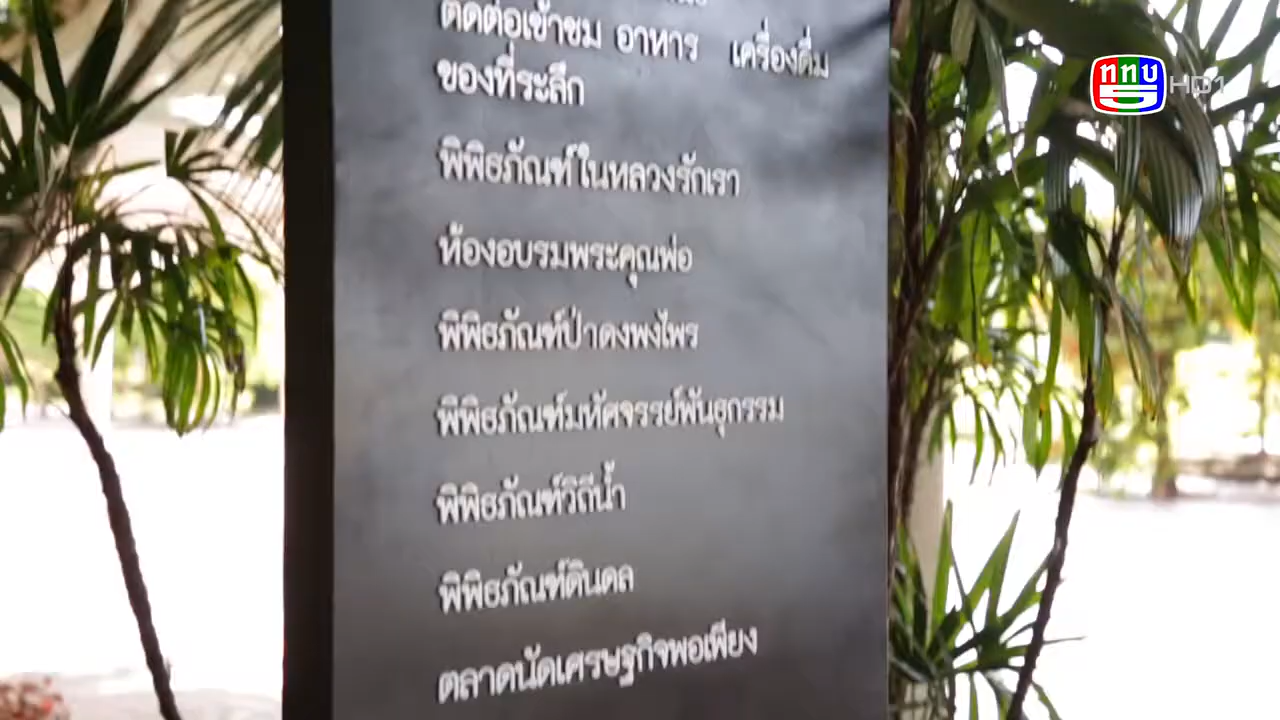 ติดต่อเข้าชม อาหาร เครื่องดื่ม
ของที่ระลึก
พิพิธภัณฑ์ในหลวงรักเรา
ห้องอบรมพระคุณพ่อ
พิพิธภัณฑ์ป่าดงพงไพร
พิพิธภัณฑ์มหัศจรรย์พันธุกรรม
พิพิธภัณฑ์วิถีน้ำ
พิพิธภัณฑ์ดินดล
ตลาดนัดเศรษฐกิจพอเพียง
ททบ HD1
5